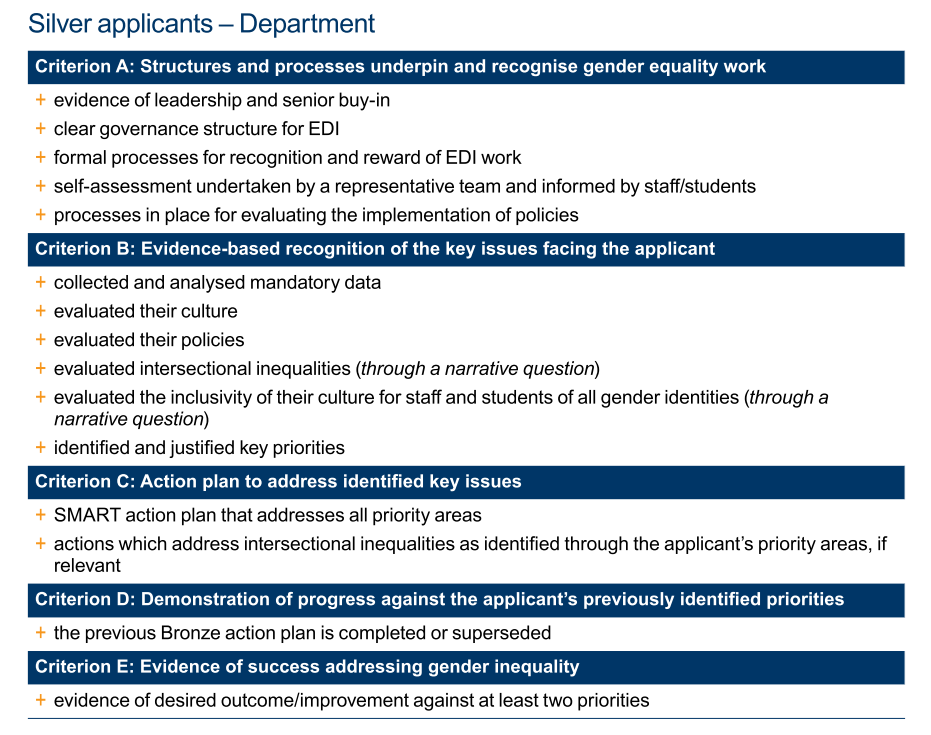 Silver applicants – Department
Criterion A: Structures and processes underpin and recognise gender equality work
+ evidence of leadership and senior buy-in
+ clear governance structure for EDI
+ formal processes for recognition and reward of EDI work
+ self-assessment undertaken by a representative team and informed by staff/students
+ processes in place for evaluating the implementation of policies
Criterion B: Evidence-based recognition of the key issues facing the applicant
+ collected and analysed mandatory data
+ evaluated their culture
+ evaluated their policies
+ evaluated intersectional inequalities (through a narrative question)
+ evaluated the inclusivity of their culture for staff and students of all gender identities (through a
narrative question)
+ identified and justified key priorities
Criterion C: Action plan to address identified key issues
+ SMART action plan that addresses all priority areas
+ actions which address intersectional inequalities as identified through the applicant’s priority areas, if
relevant
Criterion D: Demonstration of progress against the applicant’s previously identified priorities
+ the previous Bronze action plan is completed or superseded
Criterion E: Evidence of success addressing gender inequality
+ evidence of desired outcome/improvement against at least two priorities